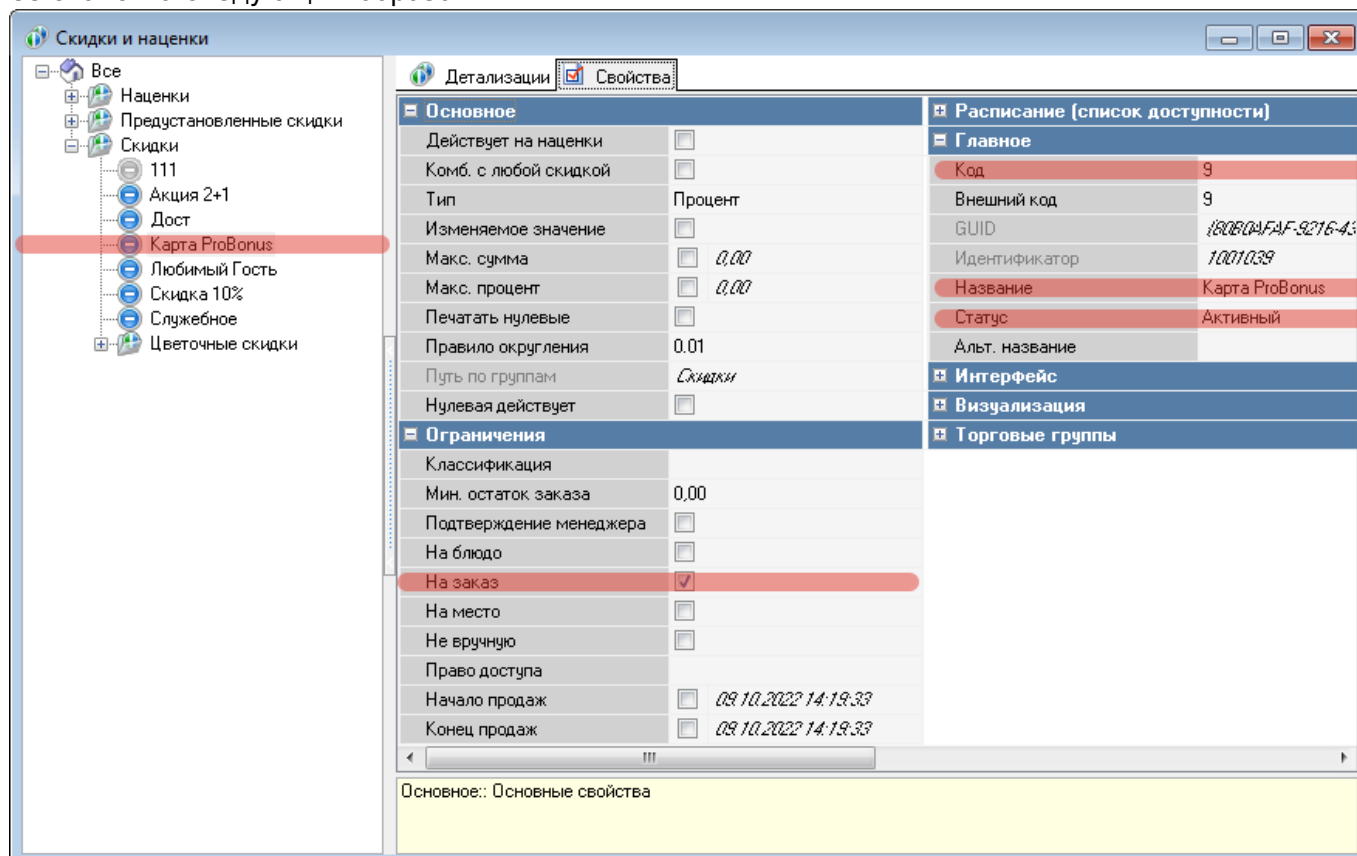 Скидки и наценки
Все
Наценки
Предустановленные скидки
Скидки
111
Акция 2+1
Дост
Карта ProBonus
Любимый Гость
Скидка 10%
Служебное
Цветочные скидки
Детализации Свойства
Основное
Действует на наценки
Комб. с любой скидкой
Тип Процент
Изменяемое значение
Макс. сумма 0,00
Макс. процент 0,00
Печатать нулевые
Правило округления 0.01
Путь по группам Скидки
Нулевая действует
Ограничения
Классификация
Мин. остаток заказа 0,00
Подтверждение менеджера
На блюдо
На заказ
На место
Не вручную
Право доступа
Начало продаж 09.10.2022 14:19:33
Конец продаж 09.10.2022 14:19:33
Расписание (список доступности)
Главное
Код 9
Внешний код 9
GUID {80B0AFAF-9216-43
Идентификатор 1001039
Название Карта ProBonus
Статус Активный
Альт. название
Интерфейс
Визуализация
Торговые группы
Основное:: Основные свойства